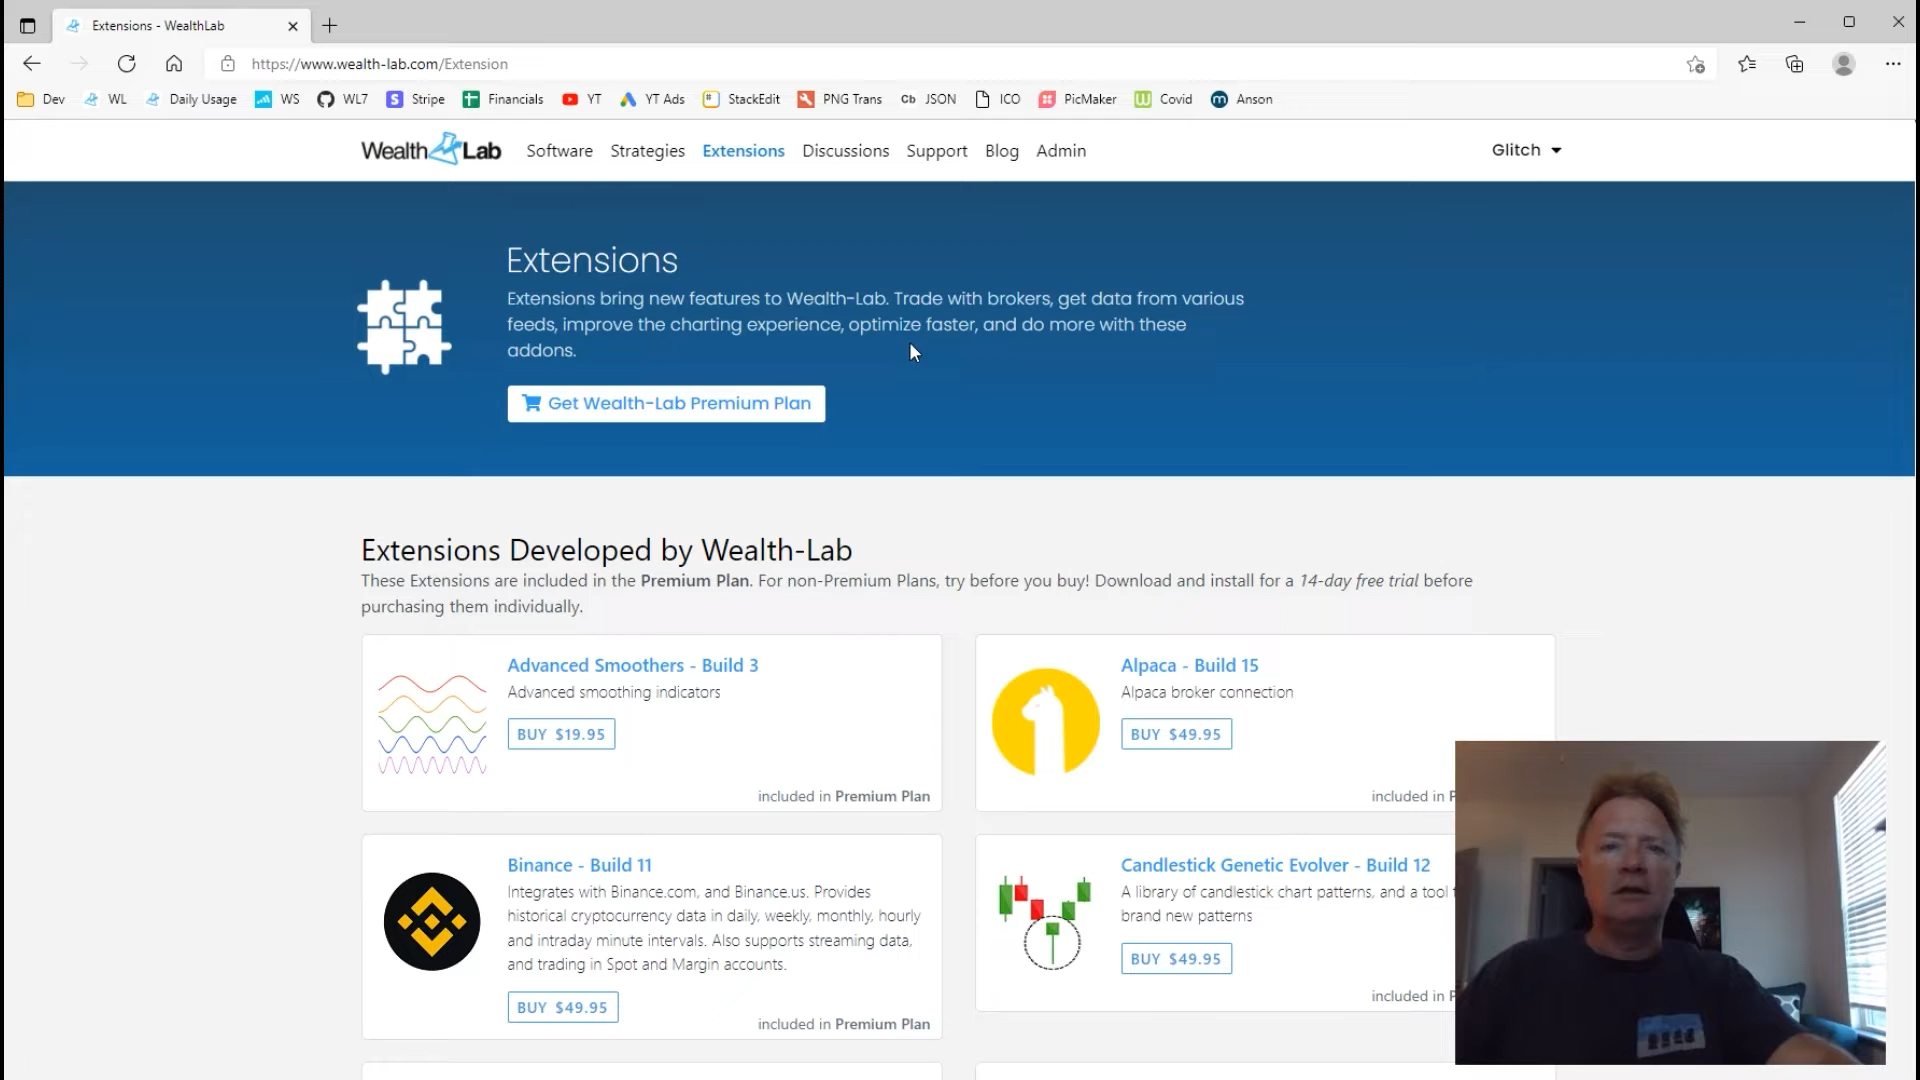 Extensions - WealthLab
https://www.wealth-lab.com/Extension
Dev WL Daily Usage WS WL7 Stripe Financials YT YT Ads StackEdit PNG Trans Cb JSON ICO PicMaker Covid Anson
Wealth Lab Software Strategies Extensions Discussions Support Blog Admin Glitch
Extensions
Extensions bring new features to Wealth-Lab. Trade with brokers, get data from various
feeds, improve the charting experience, optimize faster, and do more with these
addons.
Get Wealth-Lab Premium Plan
Extensions Developed by Wealth-Lab
These Extensions are included in the Premium Plan. For non-Premium Plans, try before you buy! Download and install for a 14-day free trial before
purchasing them individually.
Advanced Smoothers - Build 3
Advanced smoothing indicators
BUY $19.95
included in Premium Plan
Alpaca - Build 15
Alpaca broker connection
BUY $49.95
included in P
Binance - Build 11
Integrates with Binance.com, and Binance.us. Provides
historical cryptocurrency data in daily, weekly, monthly, hourly
and intraday minute intervals. Also supports streaming data,
and trading in Spot and Margin accounts.
BUY $49.95
included in Premium Plan
Candlestick Genetic Evolver - Build 12
A library of candlestick chart patterns, and a tool
brand new patterns
BUY $49.95
included in P